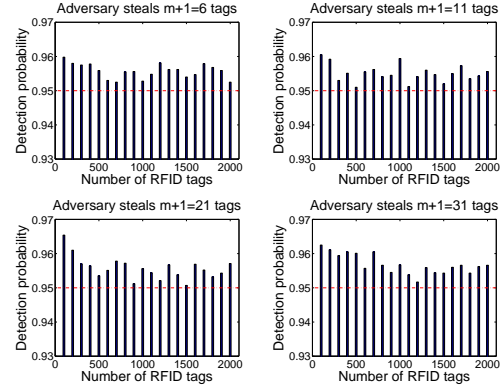 Adversary steals m+1=6 tags
0.97
0.96
0.95
0.94
0.93
Detection probability
0 500 1000 1500 2000
Number of RFID tags
Adversary steals m+1=11 tags
0.97
0.96
0.95
0.94
0.93
Detection probability
0 500 1000 1500 2000
Number of RFID tags
Adversary steals m+1=21 tags
0.97
0.96
0.95
0.94
0.93
Detection probability
0 500 1000 1500 2000
Number of RFID tags
Adversary steals m+1=31 tags
0.97
0.96
0.95
0.94
0.93
Detection probability
0 500 1000 1500 2000
Number of RFID tags